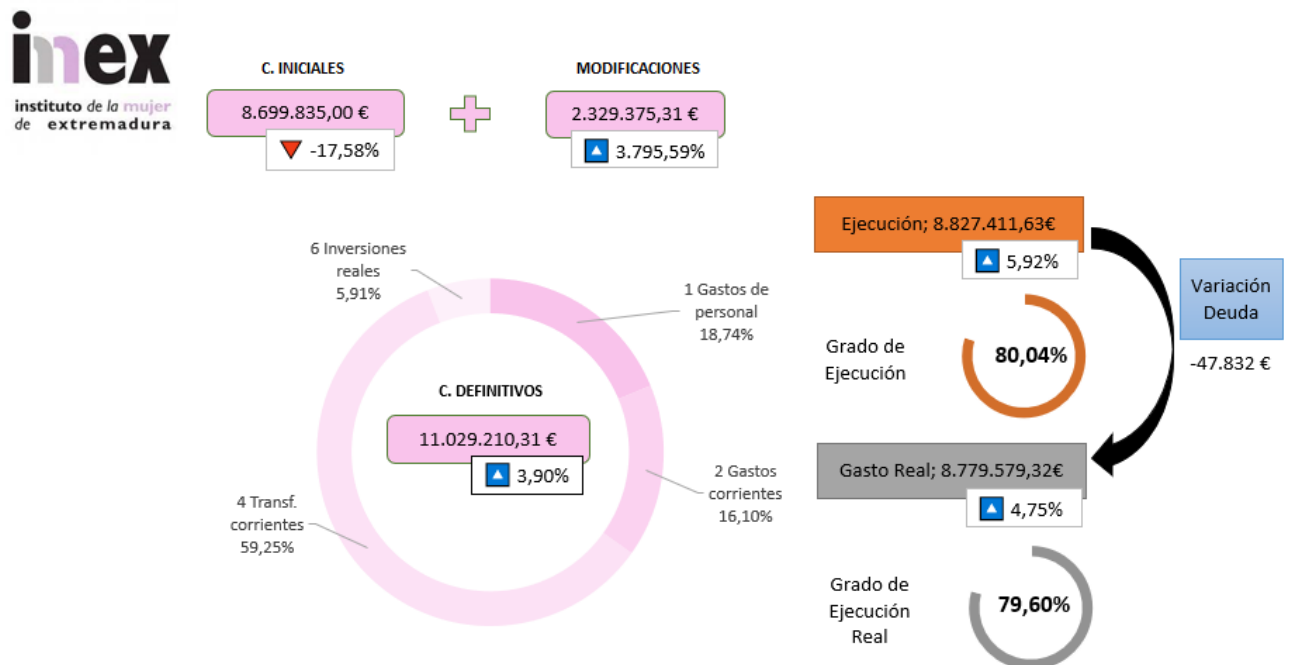 inex
instituto de la mujer
de extremadura
C. INICIALES
8.699.835,00 €
-17,58%
MODIFICACIONES
2.329.375,31 €
3.795,59%
6 Inversiones
reales
5,91%
1 Gastos de
personal
18,74%
C. DEFINITIVOS
11.029.210,31 €
3,90%
2 Gastos
corrientes
16,10%
4 Transf.
corrientes
59,25%
Ejecución; 8.827.411,63€
5,92%
Variación
Deuda
-47.832 €
Grado de
Ejecución
80,04%
Gasto Real; 8.779.579,32€
4,75%
Grado de
Ejecución
Real
79,60%